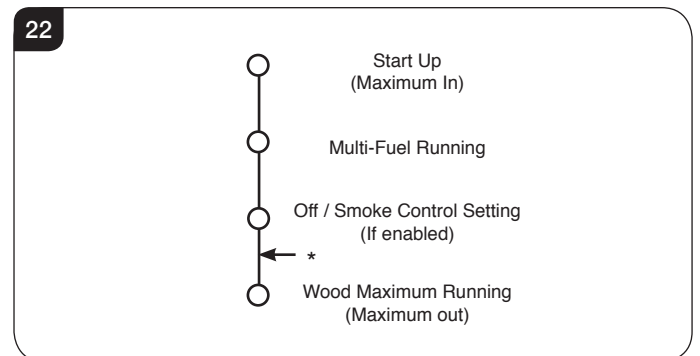 22
Start Up
(Maximum In)
Multi-Fuel Running
Off / Smoke Control Setting
(If enabled)
*
Wood Maximum Running
(Maximum out)